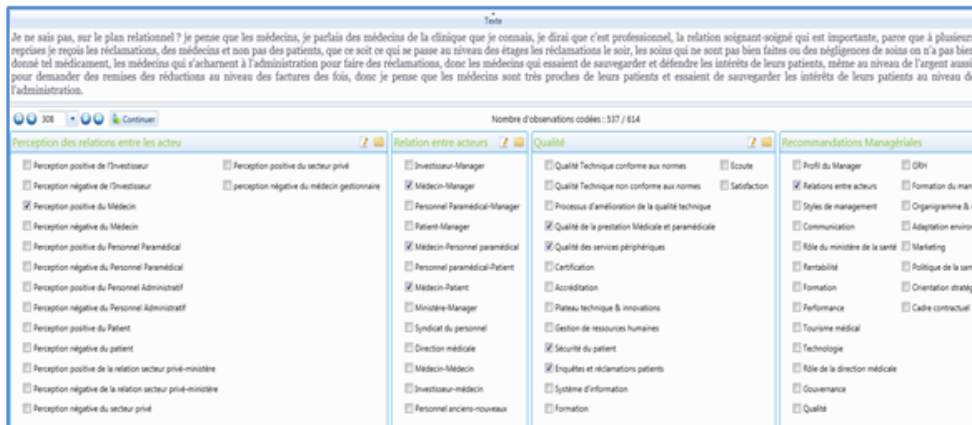 Texte
Je ne sais pas, sur le plan relationnel ? je pense que les médecins, je parlais des médecins de la clinique que je connais, je dirai que c'est professionnel, la relation soignant-soigné qui est importante, parce que à plusieurs
reprises je reçois les réclamations, des médecins et non pas des patients, que ce soit ce qui se passe au niveau des étages les réclamations le soir, les soins qui ne sont pas bien faites ou des négligences de soins on n'a pas bien
donné tel médicament, les médecins qui s'acharnent à l'administration pour faire des réclamations, donc les médecins qui essaient de sauvegarder et défendre les intérêts de leurs patients, même au niveau de l'argent aussi
pour demander des remises des réductions au niveau des factures des fois, donc je pense que les médecins sont très proches de leurs patients et essaient de sauvegarder les intérêts de leurs patients au niveau de
l'administration.
308 Continuer Nombre d'observations codées : 537 / 614
Perception des relations entre les acteu
Perception positive de l'Investisseur
Perception négative de l'Investisseur
Perception positive du Médecin
Perception négative du Médecin
Perception positive du Personnel Paramédical
Perception négative du Personnel Paramédical
Perception positive du Personnel Administratif
Perception négative du Personnel Administratif
Perception positive du Patient
Perception négative du patient
Perception positive de la relation secteur privé-ministère
Perception négative de la relation secteur privé-ministère
Perception négative du secteur privé
Perception positive du secteur privé
perception négative du médecin gestionnaire
Relation entre acteurs
Investisseur-Manager
Médecin-Manager
Personnel Paramédical-Manager
Patient-Manager
Médecin-Personnel paramédical
Personnel paramédical-Patient
Médecin-Patient
Ministère-Manager
Syndicat du personnel
Direction médicale
Médecin-Médecin
Investisseur-médecin
Personnel anciens-nouveaux
Qualité
Qualité Technique conforme aux normes
Qualité Technique non conforme aux normes
Processus d'amélioration de la qualité technique
Qualité de la prestation Médicale et paramédicale
Qualité des services périphériques
Certification
Accréditation
Plateau technique & innovations
Gestion de ressources humaines
Sécurité du patient
Enquêtes et réclamations patients
Système d'information
Formation
Ecoute
Satisfaction
Recommandations Managériales
Profil du Manager
Relations entre acteurs
Styles de management
Communication
Rôle du ministère de la santé
Rentabilité
Formation
Performance
Tourisme médical
Technologie
Rôle de la direction médicale
Gouvernance
Qualité
GRH
Formation du man
Organigramme &
Adaptation enviro
Marketing
Politique de la san
Orientation straté
Cadre contractuel